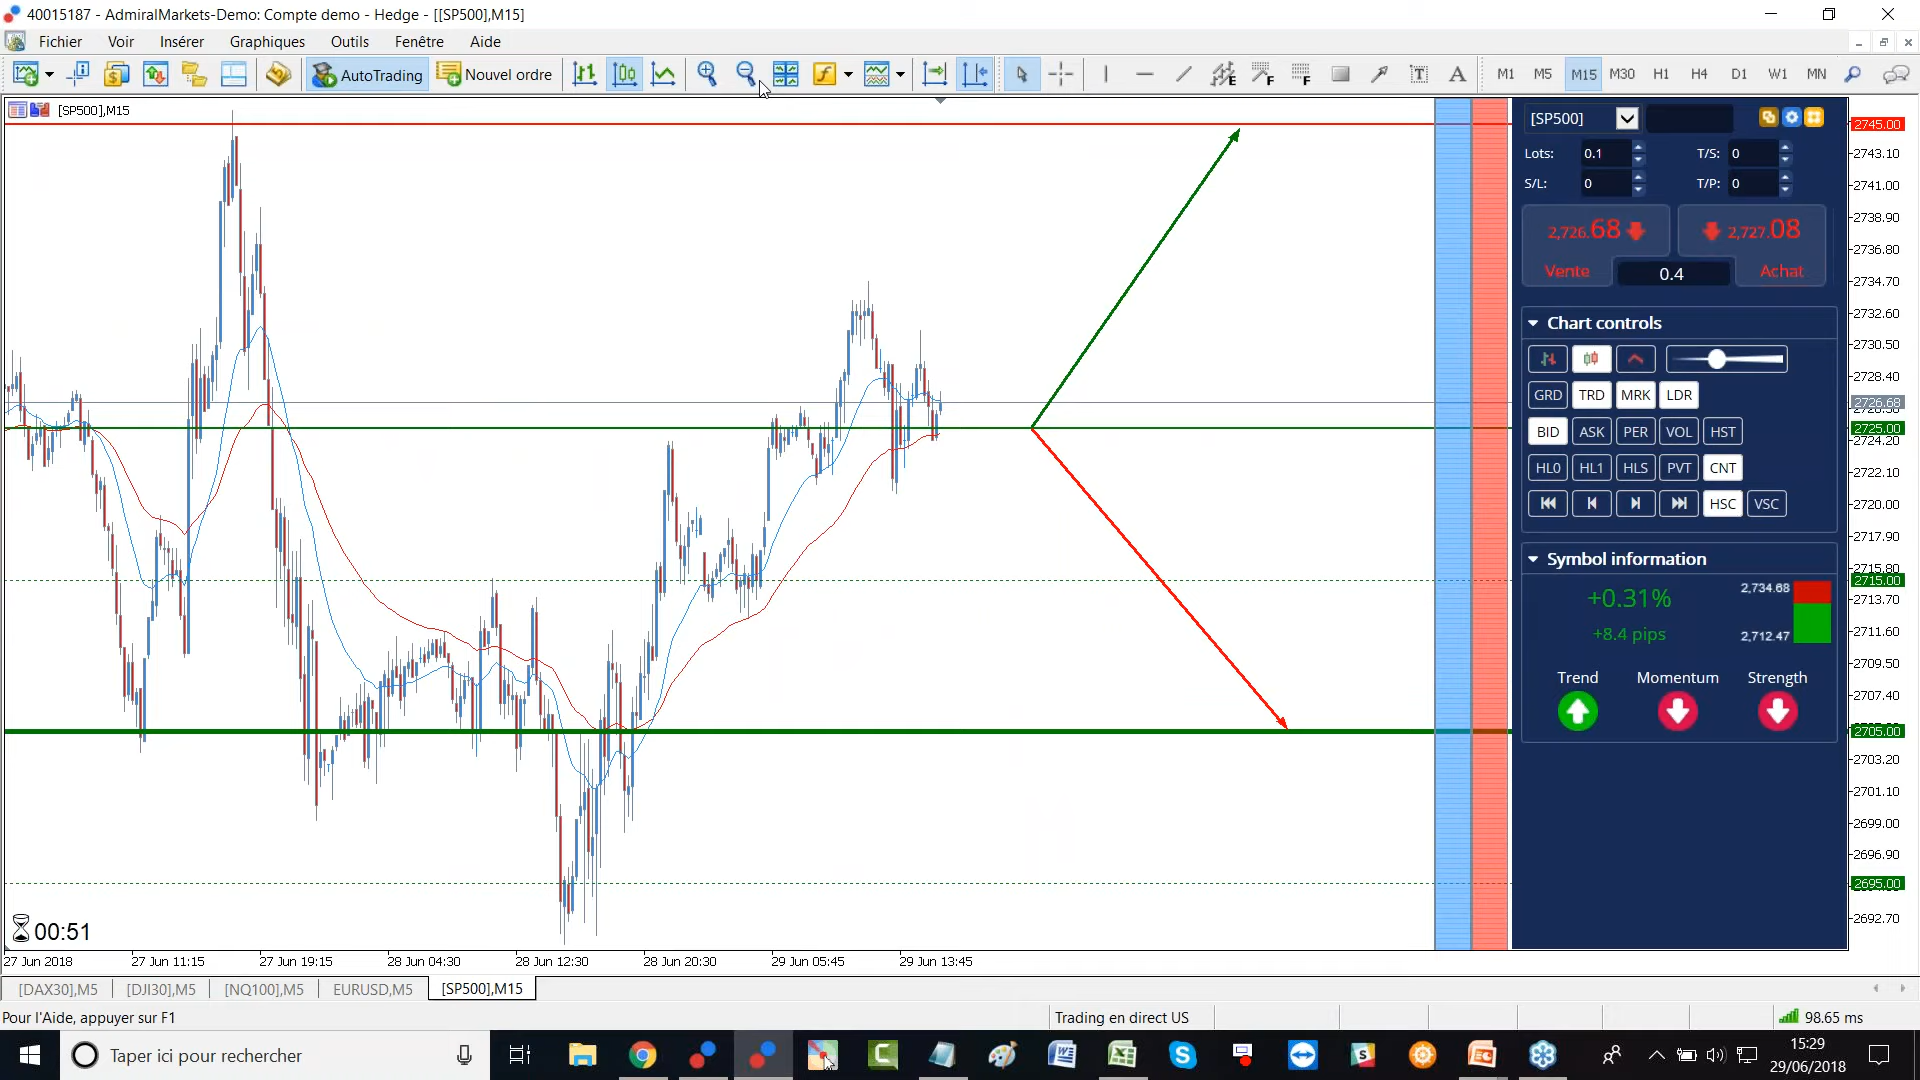 40015187 - AdmiralMarkets-Demo: Compte demo - Hedge - [[SP500],M15]
Fichier Voir Insérer Graphiques Outils Fenêtre Aide
AutoTrading Nouvel ordre E F F T A M1 M5 M15 M30 H1 H4 D1 W1 MN
[SP500],M15
[SP500]
Lots: 0.1 T/S: 0
S/L: 0 T/P: 0
2,726.68 2,727.08
Vente 0.4 Achat
Chart controls
GRD TRD MRK LDR
BID ASK PER VOL HST
HL0 HL1 HLS PVT CNT
HSC VSC
Symbol information
+0.31% 2,734.68
+8.4 pips 2,712.47
Trend Momentum Strength
2745.00
2743.10
2741.00
2738.90
2736.80
2734.70
2732.60
2730.50
2728.40
2726.68
2725.00
2724.20
2722.10
2720.00
2717.90
2715.80
2715.00
2713.70
2711.60
2709.50
2707.40
2705.00
2703.20
2701.10
2699.00
2696.90
2695.00
2692.70
00:51
27 Jun 2018 27 Jun 11:15 27 Jun 19:15 28 Jun 04:30 28 Jun 12:30 28 Jun 20:30 29 Jun 05:45 29 Jun 13:45
[DAX30],M5 [DJI30],M5 [NQ100],M5 EURUSD,M5 [SP500],M15
Pour l'Aide, appuyer sur F1 Trading en direct US 98.65 ms
Taper ici pour rechercher 15:29
29/06/2018